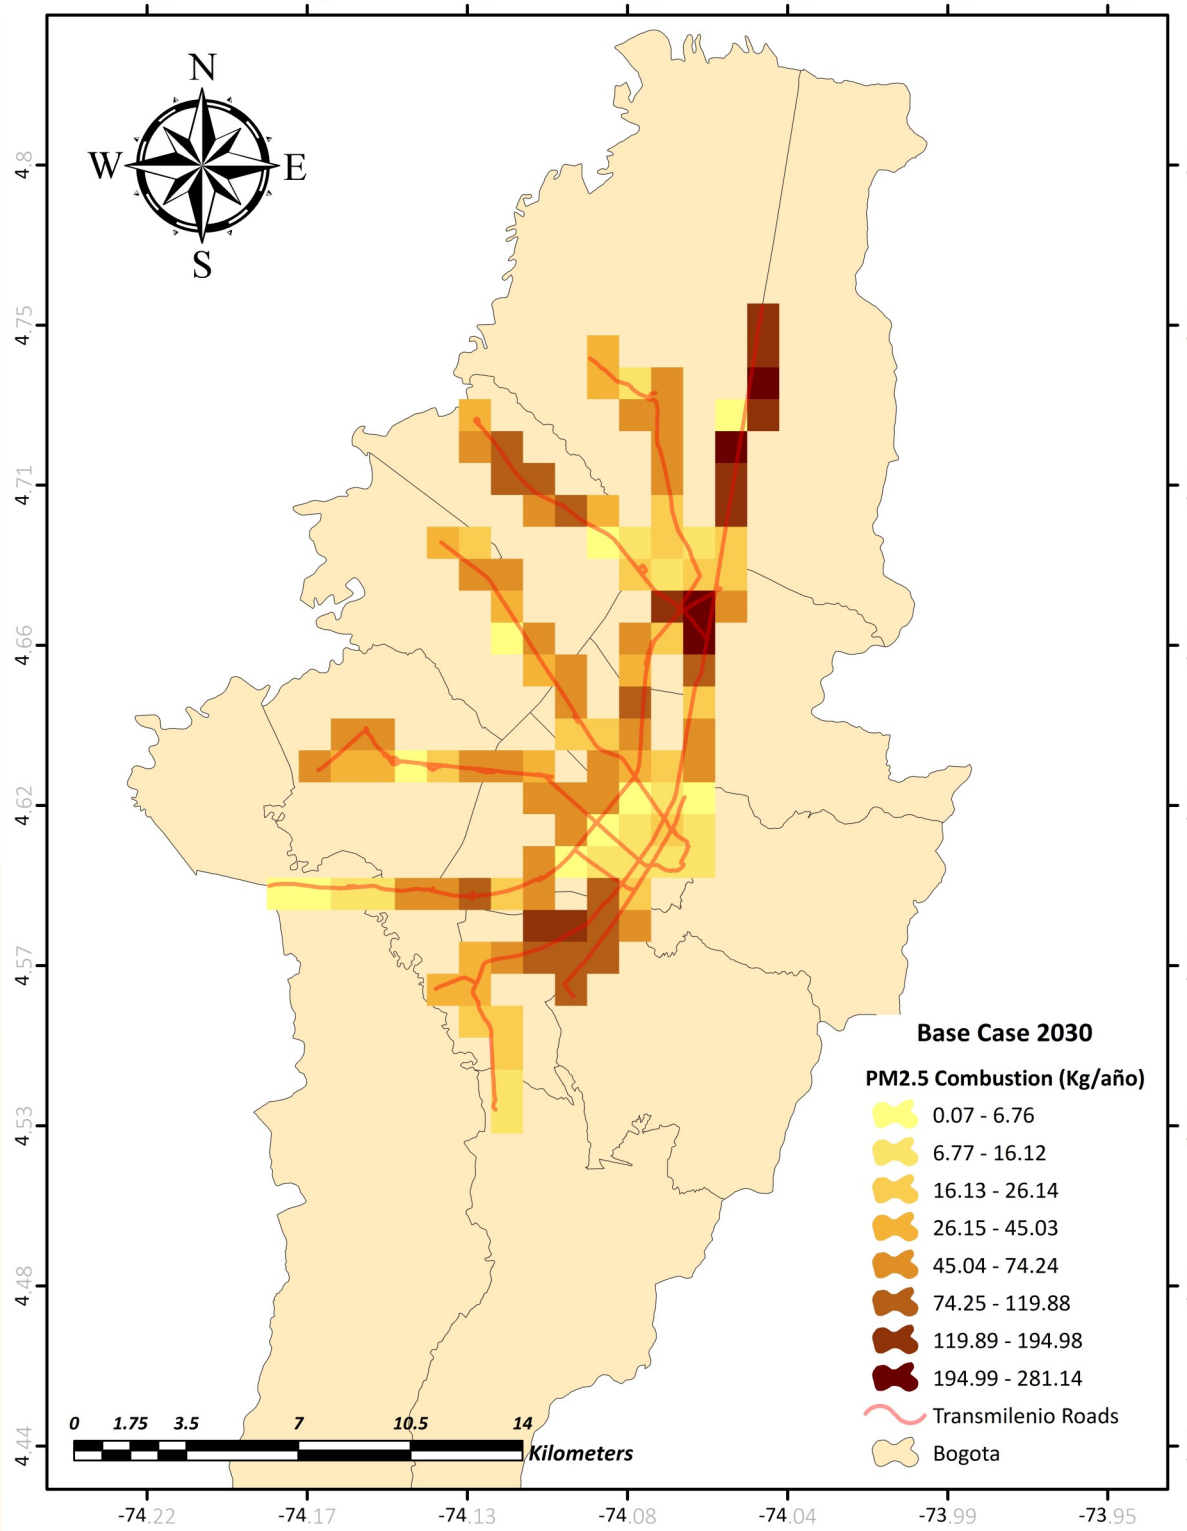 N
W E
S
4.8
4.75
4.71
4.66
4.62
4.57
4.53
4.48
4.44
Base Case 2030
PM2.5 Combustion (Kg/año)
0.07 - 6.76
6.77 - 16.12
16.13 - 26.14
26.15 - 45.03
45.04 - 74.24
74.25 - 119.88
119.89 - 194.98
194.99 - 281.14
Transmilenio Roads
Bogota
0 1.75 3.5 7 10.5 14
Kilometers
-74.22 -74.17 -74.13 -74.08 -74.04 -73.99 -73.95